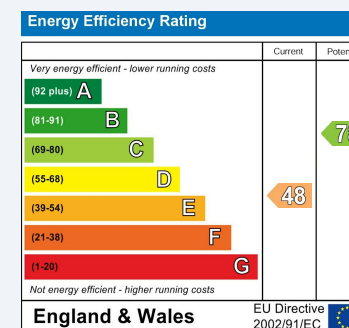 Energy Efficiency Rating
Current
Very energy efficient - lower running costs
(92 plus) A
(81-91) B
(69-80) C
(55-68) D
(39-54) E
48
(21-38) F
(1-20) G
Not energy efficient - higher running costs
England & Wales
EU Directive
2002/91/EC